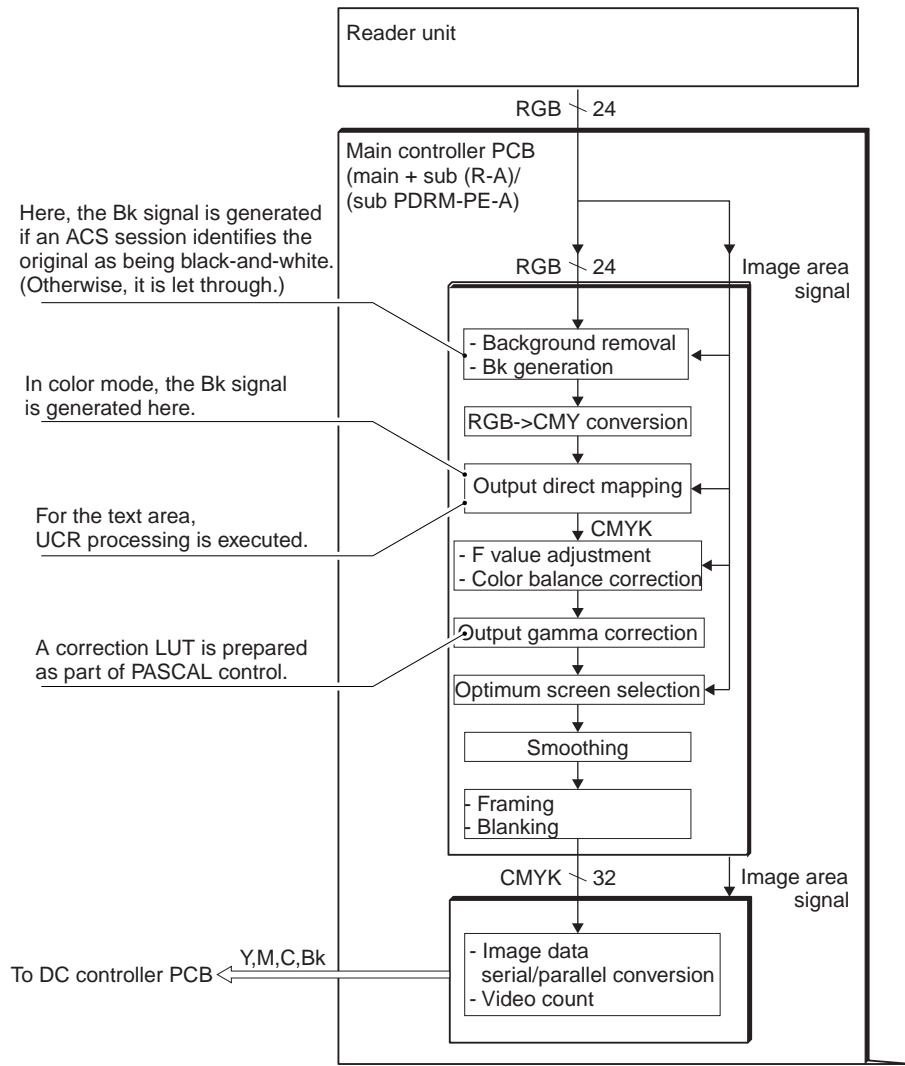 Reader unit
RGB 24
Main controller PCB
(main + sub (R-A)/
(sub PDRM-PE-A)
Here, the Bk signal is generated
if an ACS session identifies the
original as being black-and-white.
(Otherwise, it is let through.)
RGB 24
Image area
signal
- Background removal
- Bk generation
In color mode, the Bk signal
is generated here.
RGB->CMY conversion
Output direct mapping
For the text area,
UCR processing is executed.
CMYK
- F value adjustment
- Color balance correction
Output gamma correction
A correction LUT is prepared
as part of PASCAL control.
Optimum screen selection
Smoothing
- Framing
- Blanking
CMYK 32
Image area
signal
- Image data
serial/parallel conversion
- Video count
Y,M,C,Bk
To DC controller PCB